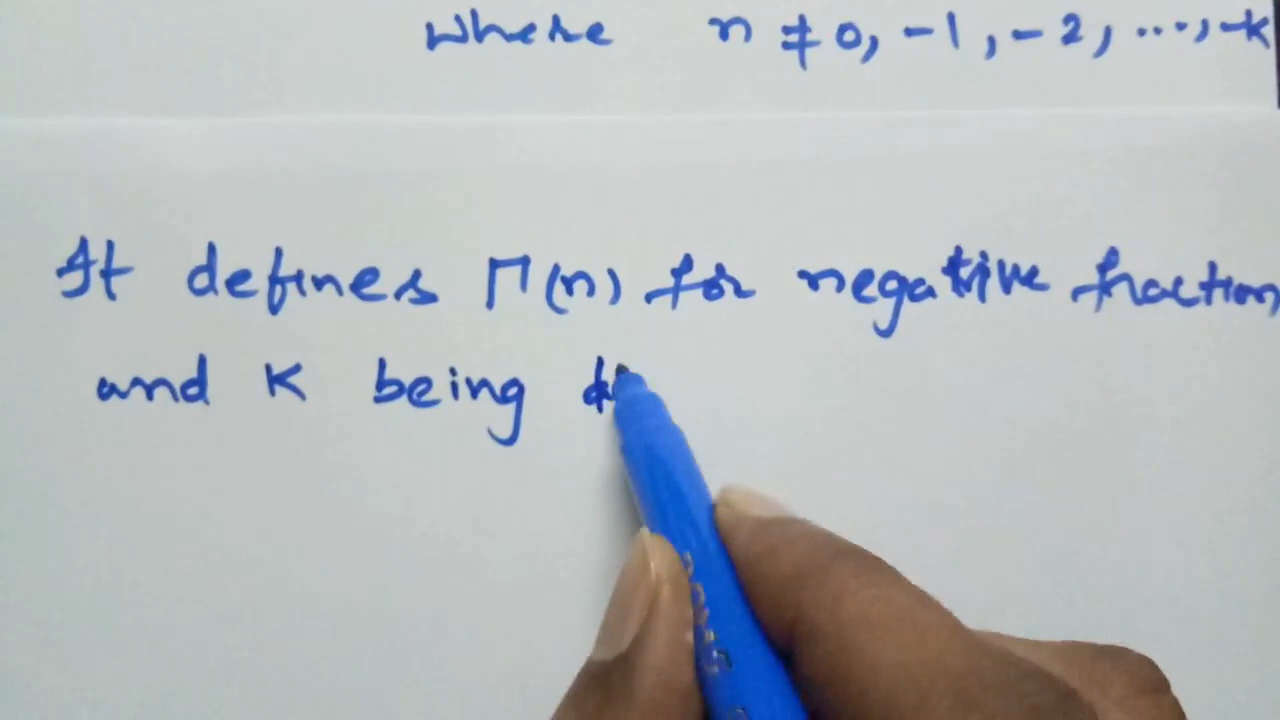 where n ≠ 0, -1, -2, ..., -k
It defines Γ(n) for negative fraction
and K being